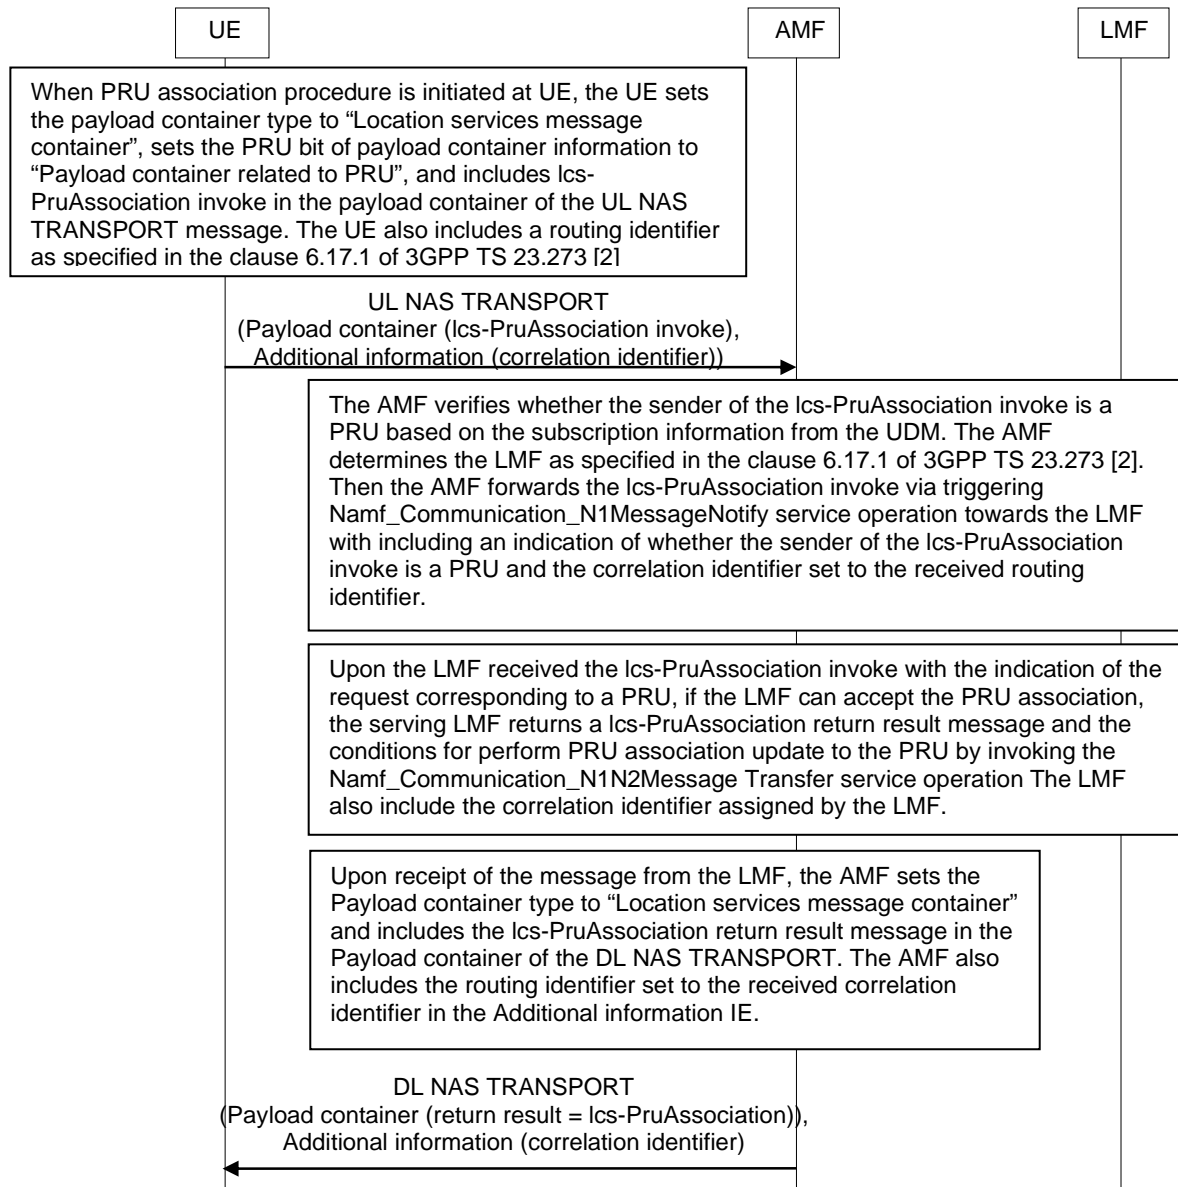 UE
AMF
LMF
When PRU association procedure is initiated at UE, the UE sets
the payload container type to “Location services message
container”, sets the PRU bit of payload container information to
“Payload container related to PRU”, and includes lcs-
PruAssociation invoke in the payload container of the UL NAS
TRANSPORT message. The UE also includes a routing identifier
as specified in the clause 6.17.1 of 3GPP TS 23.273 [2]
UL NAS TRANSPORT
(Payload container (lcs-PruAssociation invoke),
Additional information (correlation identifier))
The AMF verifies whether the sender of the lcs-PruAssociation invoke is a
PRU based on the subscription information from the UDM. The AMF
determines the LMF as specified in the clause 6.17.1 of 3GPP TS 23.273 [2].
Then the AMF forwards the lcs-PruAssociation invoke via triggering
Namf_Communication_N1MessageNotify service operation towards the LMF
with including an indication of whether the sender of the lcs-PruAssociation
invoke is a PRU and the correlation identifier set to the received routing
identifier.
Upon the LMF received the lcs-PruAssociation invoke with the indication of the
request corresponding to a PRU, if the LMF can accept the PRU association,
the serving LMF returns a lcs-PruAssociation return result message and the
conditions for perform PRU association update to the PRU by invoking the
Namf_Communication_N1N2Message Transfer service operation The LMF
also include the correlation identifier assigned by the LMF.
Upon receipt of the message from the LMF, the AMF sets the
Payload container type to “Location services message container”
and includes the lcs-PruAssociation return result message in the
Payload container of the DL NAS TRANSPORT. The AMF also
includes the routing identifier set to the received correlation
identifier in the Additional information IE.
DL NAS TRANSPORT
(Payload container (return result = lcs-PruAssociation)),
Additional information (correlation identifier)